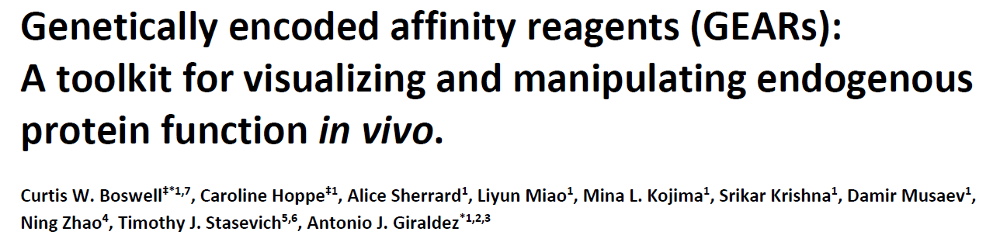 Genetically encoded affinity reagents (GEARs):
A toolkit for visualizing and manipulating endogenous
protein function in vivo.
Curtis W. Boswell‡*1,7, Caroline Hoppe‡1, Alice Sherrard1, Liyun Miao1, Mina L. Kojima1, Srikar Krishna1, Damir Musaev1,
Ning Zhao4, Timothy J. Stasevich5,6, Antonio J. Giraldez*1,2,3